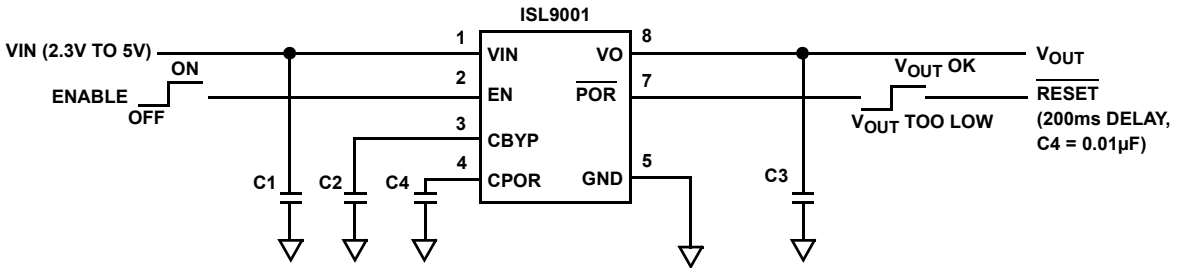 ISL9001
VIN (2.3V TO 5V)
1
VIN
VO
8
VOUT
ON
ENABLE
OFF
2
EN
POR
7
VOUT OK
VOUT TOO LOW
RESET
(200ms DELAY,
C4 = 0.01µF)
3
CBYP
4
CPOR
GND
5
C1
C2
C4
C3